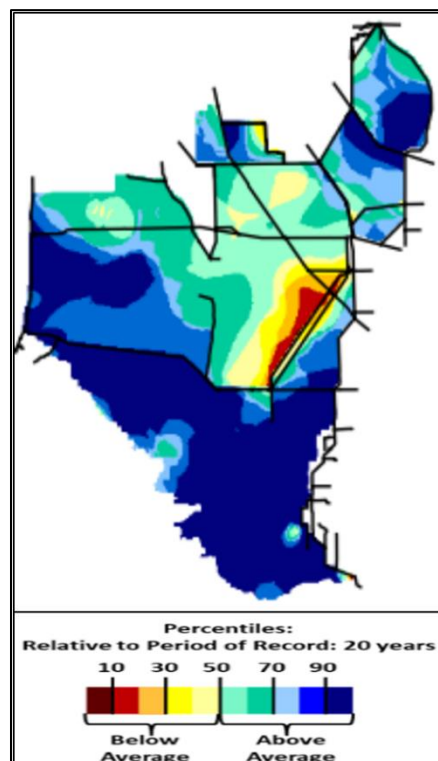 Percentiles:
Relative to Period of Record: 20 years
10 30 50 70 90
Below Above
Average Average